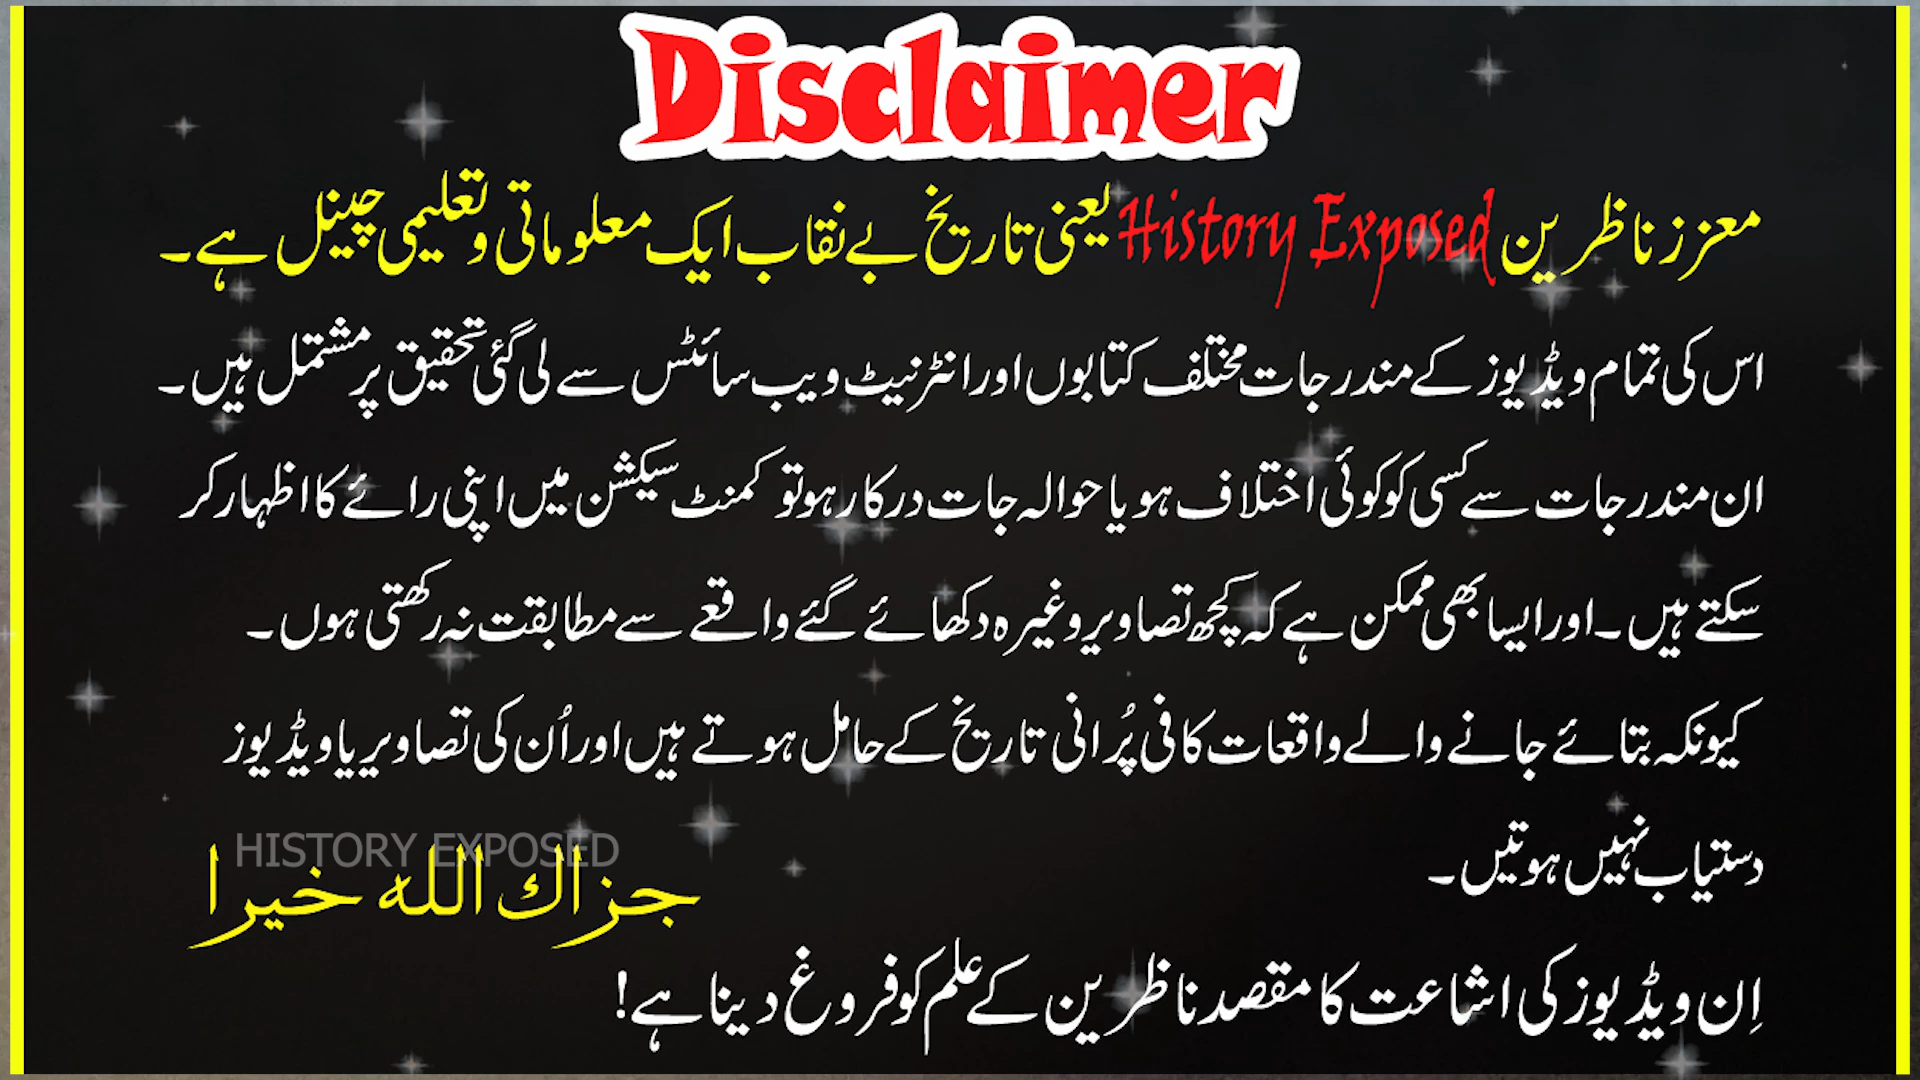 Disclaimer
معزز ناظرین History Exposed یعنی تاریخ بے نقاب ایک معلوماتی و تعلیمی چینل ہے۔
اس کی تمام ویڈیوز کے مندرجات مختلف کتابوں اور انٹرنیٹ ویب سائٹس سے لی گئی تحقیق پر مشتمل ہیں۔
ان مندرجات سے کسی کو کوئی اختلاف ہو یا حوالہ جات درکار ہو تو کمنٹ سیکشن میں اپنی رائے کا اظہار کر
سکتے ہیں۔ اور ایسا بھی ممکن ہے کہ کچھ تصاویر وغیرہ دکھائے گئے واقعے سے مطابقت نہ رکھتی ہوں۔
کیونکہ بتائے جانے والے واقعات کافی پُرانی تاریخ کے حامل ہوتے ہیں اور اُن کی تصاویر یا ویڈیوز
دستیاب نہیں ہوتیں۔
HISTORY EXPOSED
جزاك الله خيرا
اِن ویڈیوز کی اشاعت کا مقصد ناظرین کے علم کو فروغ دینا ہے!